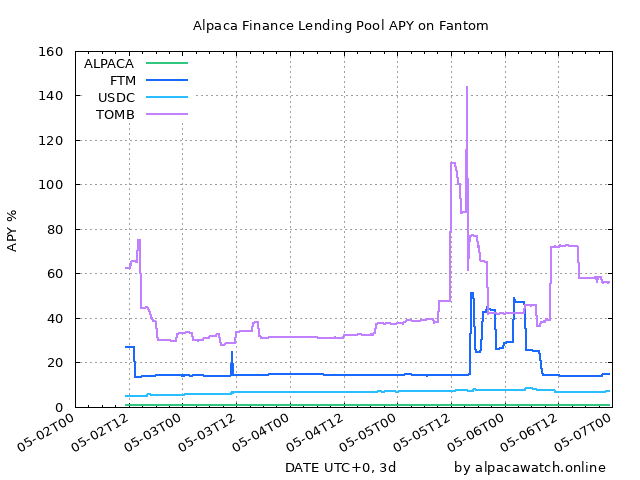 Alpaca Finance Lending Pool APY on Fantom
160
140
120
100
80
60
40
20
0
APY %
ALPACA
FTM
USDC
TOMB
05-02T00
05-02T12
05-03T00
05-03T12
05-04T00
05-04T12
05-05T00
05-05T12
05-06T00
05-06T12
05-07T00
DATE UTC+0, 3d
by alpacawatch.online